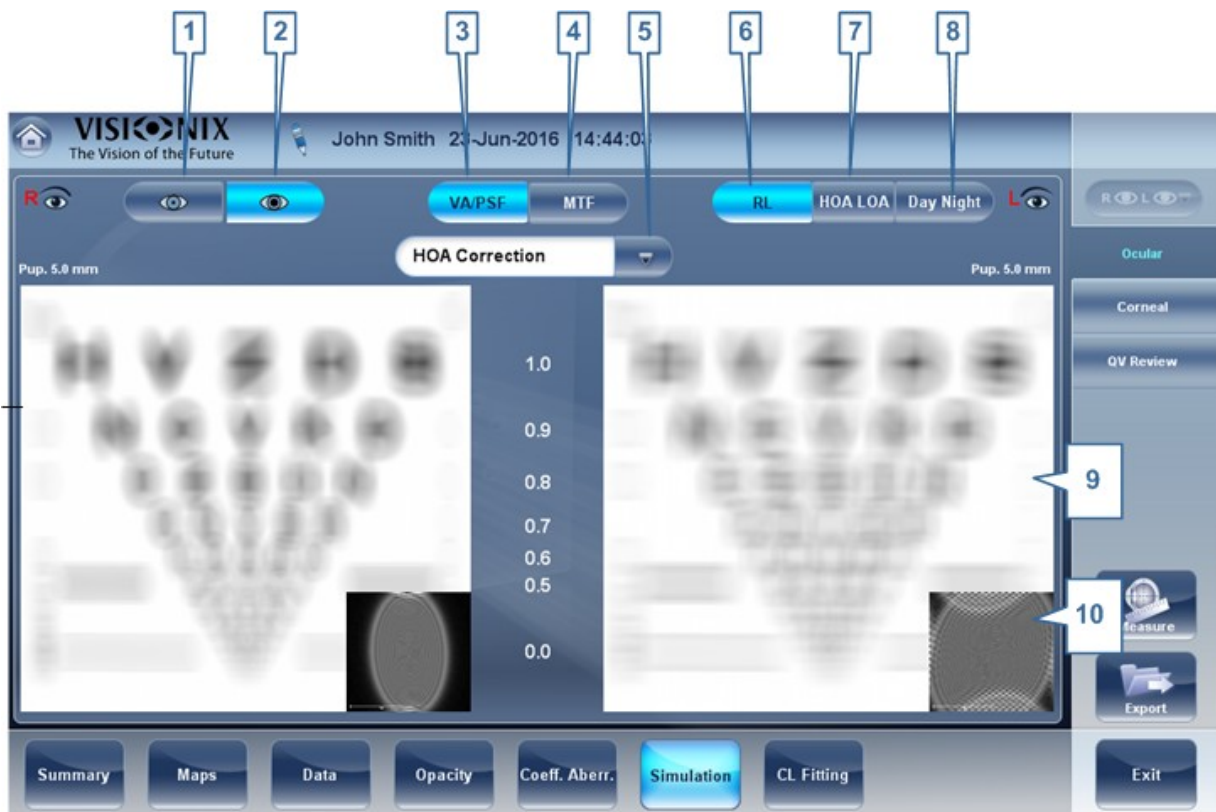 1 2 3 4 5 6 7 8
VISIONIX John Smith 23-Jun-2016 14:44:03
The Vision of the Future
R VA/PSF MTF RL HOA LOA Day Night L R L
HOA Correction
Ocular
Pup. 5.0 mm Pup. 5.0 mm
Corneal
1.0 QV Review
0.9
0.8 9
0.7
0.6
0.5
10
Measure
0.0
Export
Summary Maps Data Opacity Coeff. Aberr. Simulation CL Fitting Exit